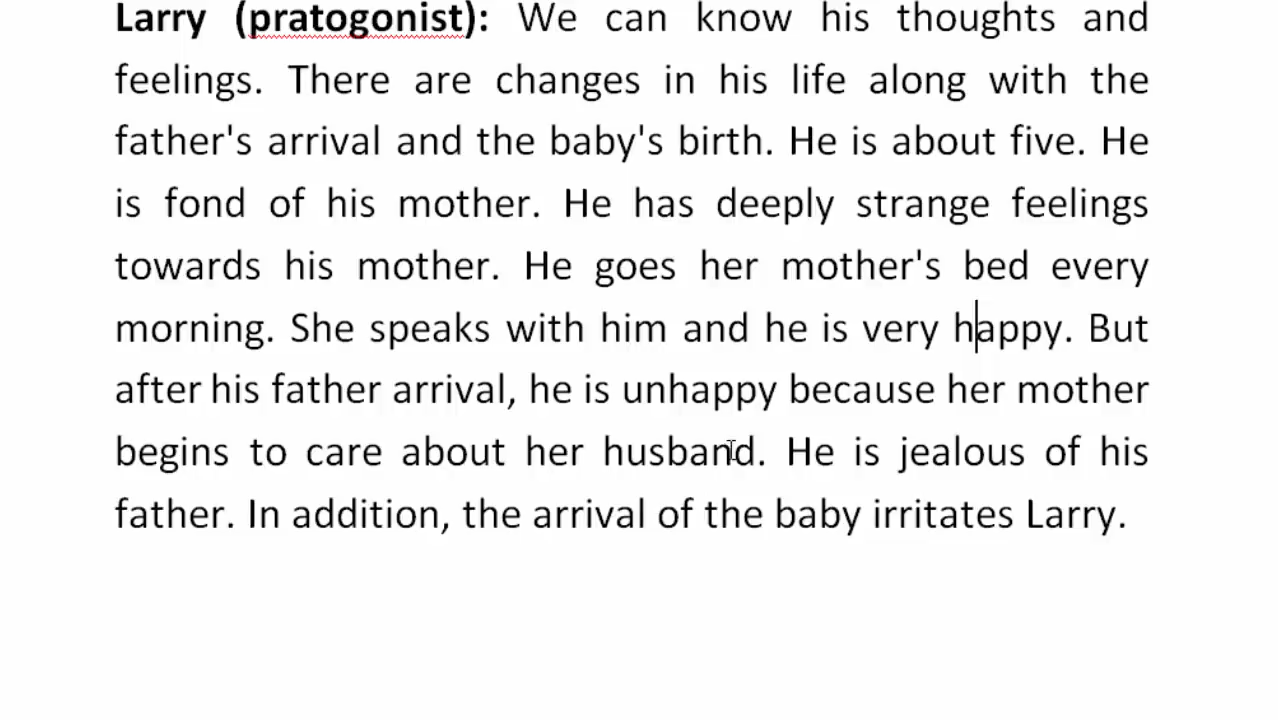 Larry (pratogonist): We can know his thoughts and
feelings. There are changes in his life along with the
father's arrival and the baby's birth. He is about five. He
is fond of his mother. He has deeply strange feelings
towards his mother. He goes her mother's bed every
morning. She speaks with him and he is very happy. But
after his father arrival, he is unhappy because her mother
begins to care about her husband. He is jealous of his
father. In addition, the arrival of the baby irritates Larry.